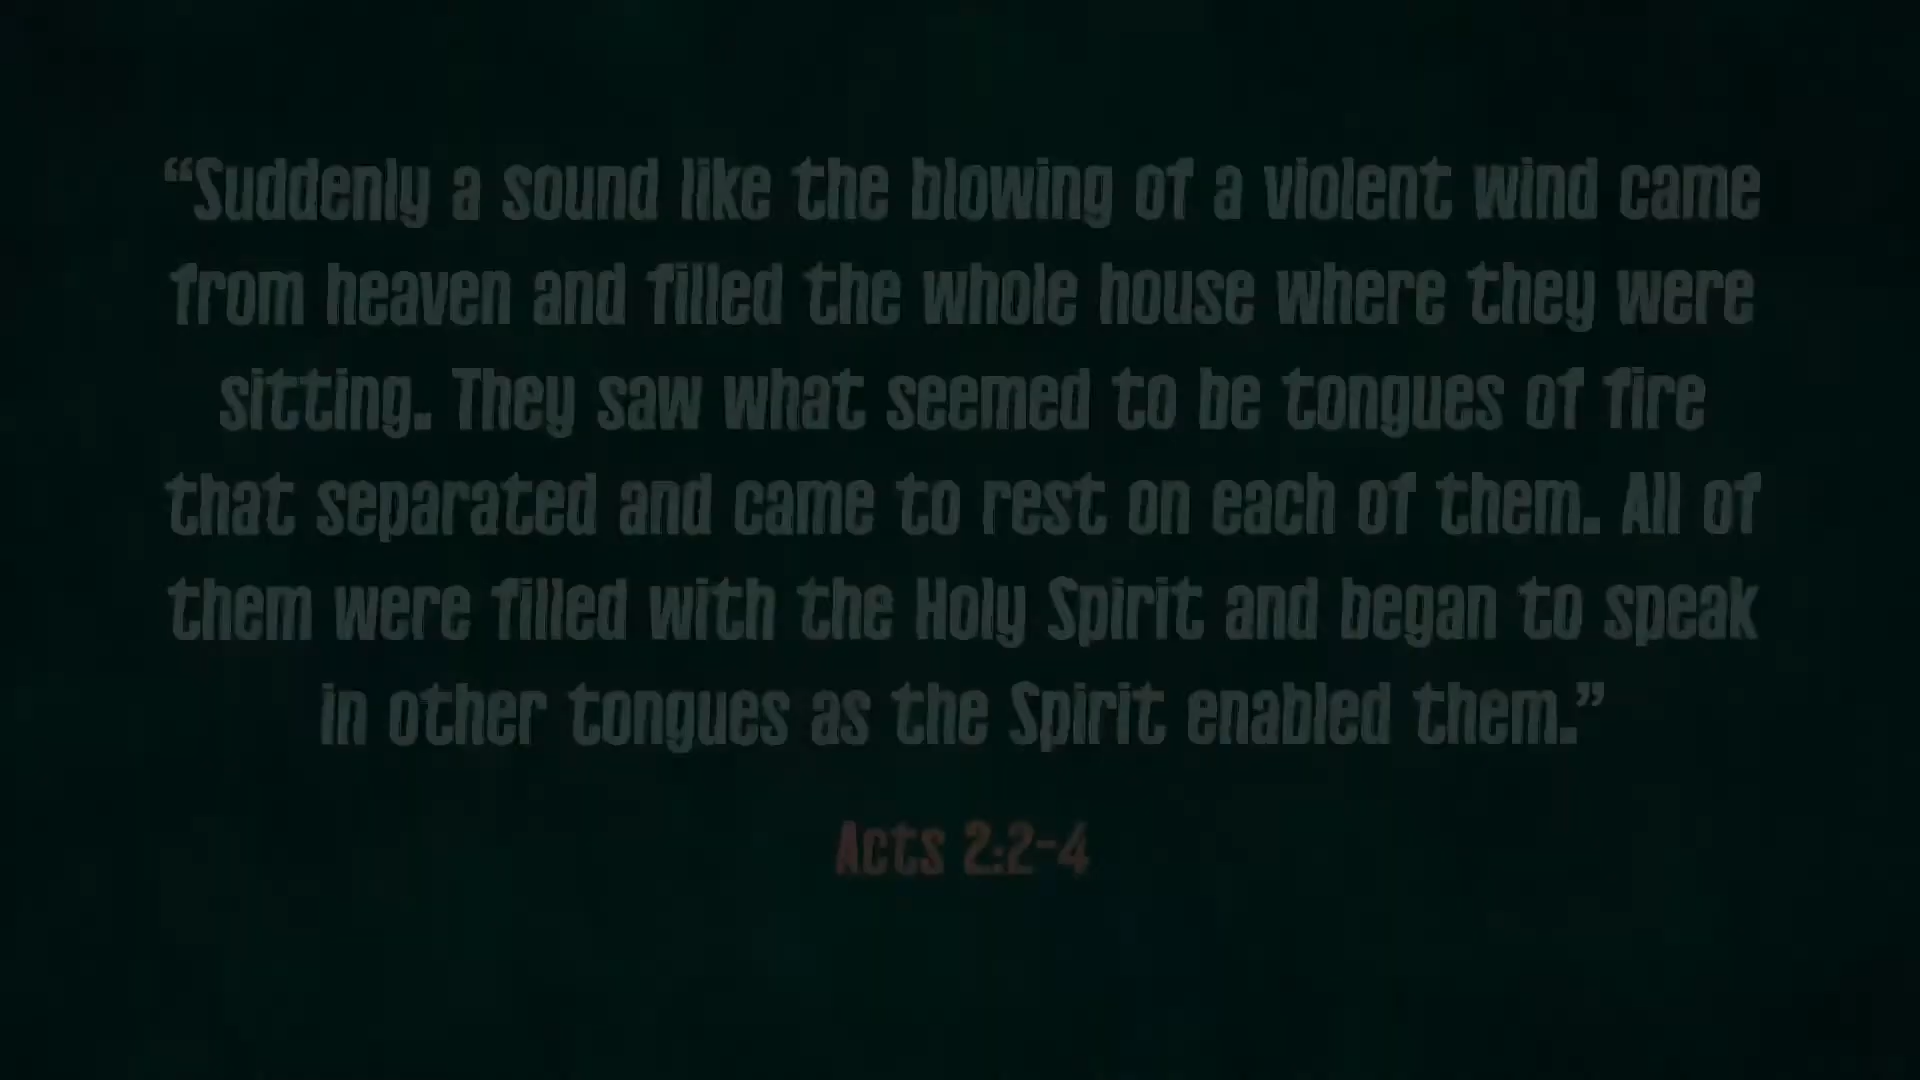 “Suddenly a sound like the blowing of a violent wind came
from heaven and filled the whole house where they were
sitting. They saw what seemed to be tongues of fire
that separated and came to rest on each of them. All of
them were filled with the Holy Spirit and began to speak
in other tongues as the Spirit enabled them.”
Acts 2:2-4